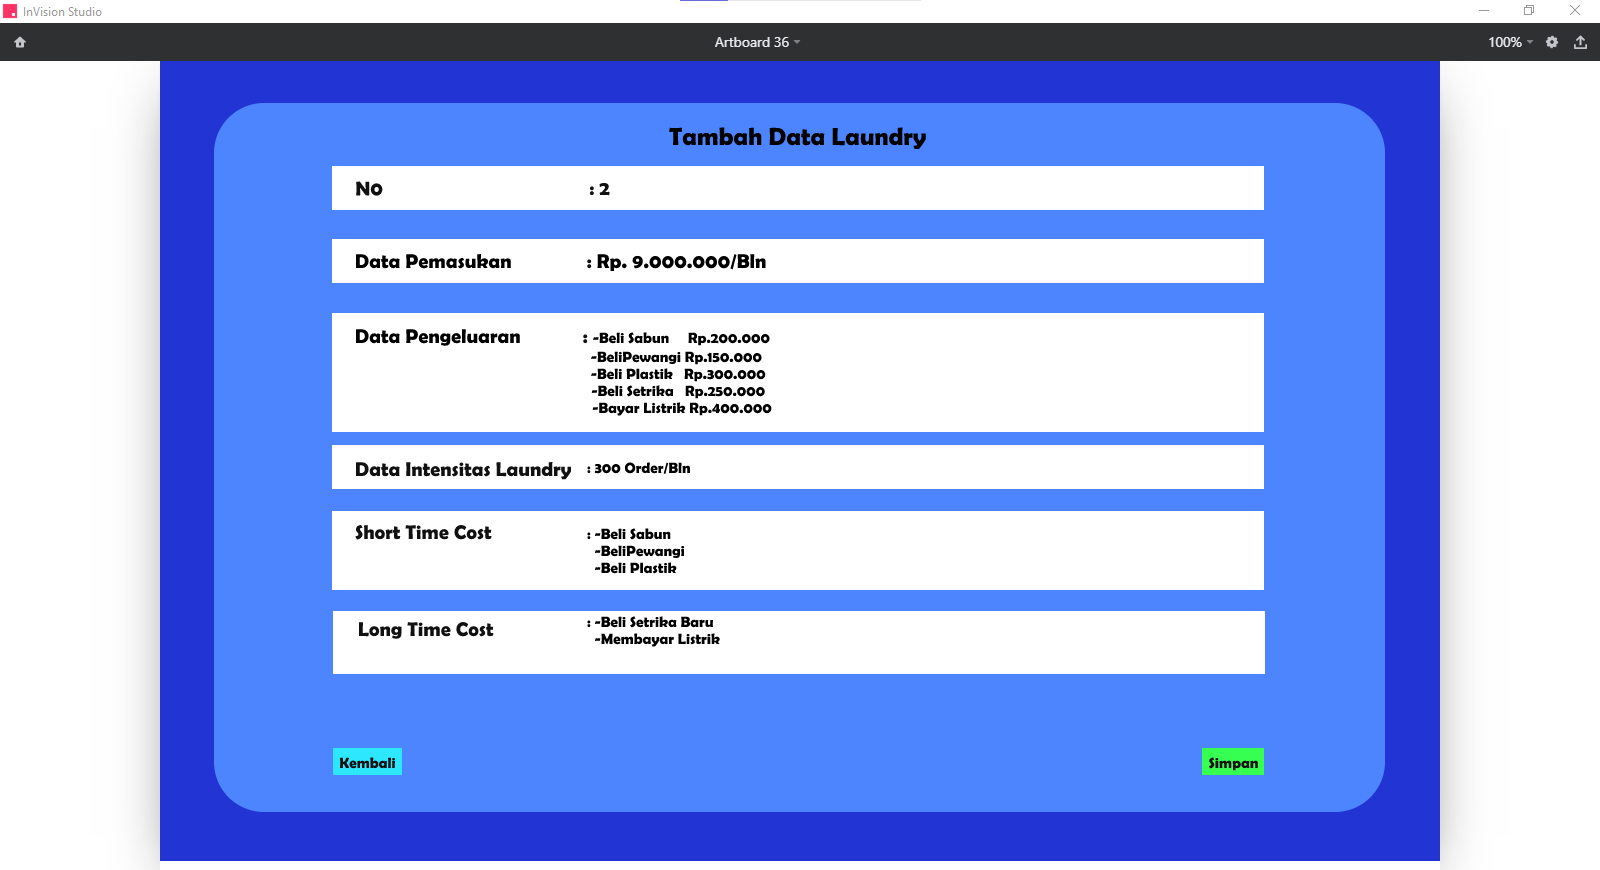 InVision Studio
Artboard 36
100%
Tambah Data Laundry
No : 2
Data Pemasukan : Rp. 9.000.000/Bln
Data Pengeluaran : -Beli Sabun Rp.200.000
-BeliPewangi Rp.150.000
-Beli Plastik Rp.300.000
-Beli Setrika Rp.250.000
-Bayar Listrik Rp.400.000
Data Intensitas Laundry : 300 Order/Bln
Short Time Cost : -Beli Sabun
-BeliPewangi
-Beli Plastik
Long Time Cost : -Beli Setrika Baru
-Membayar Listrik
Kembali
Simpan